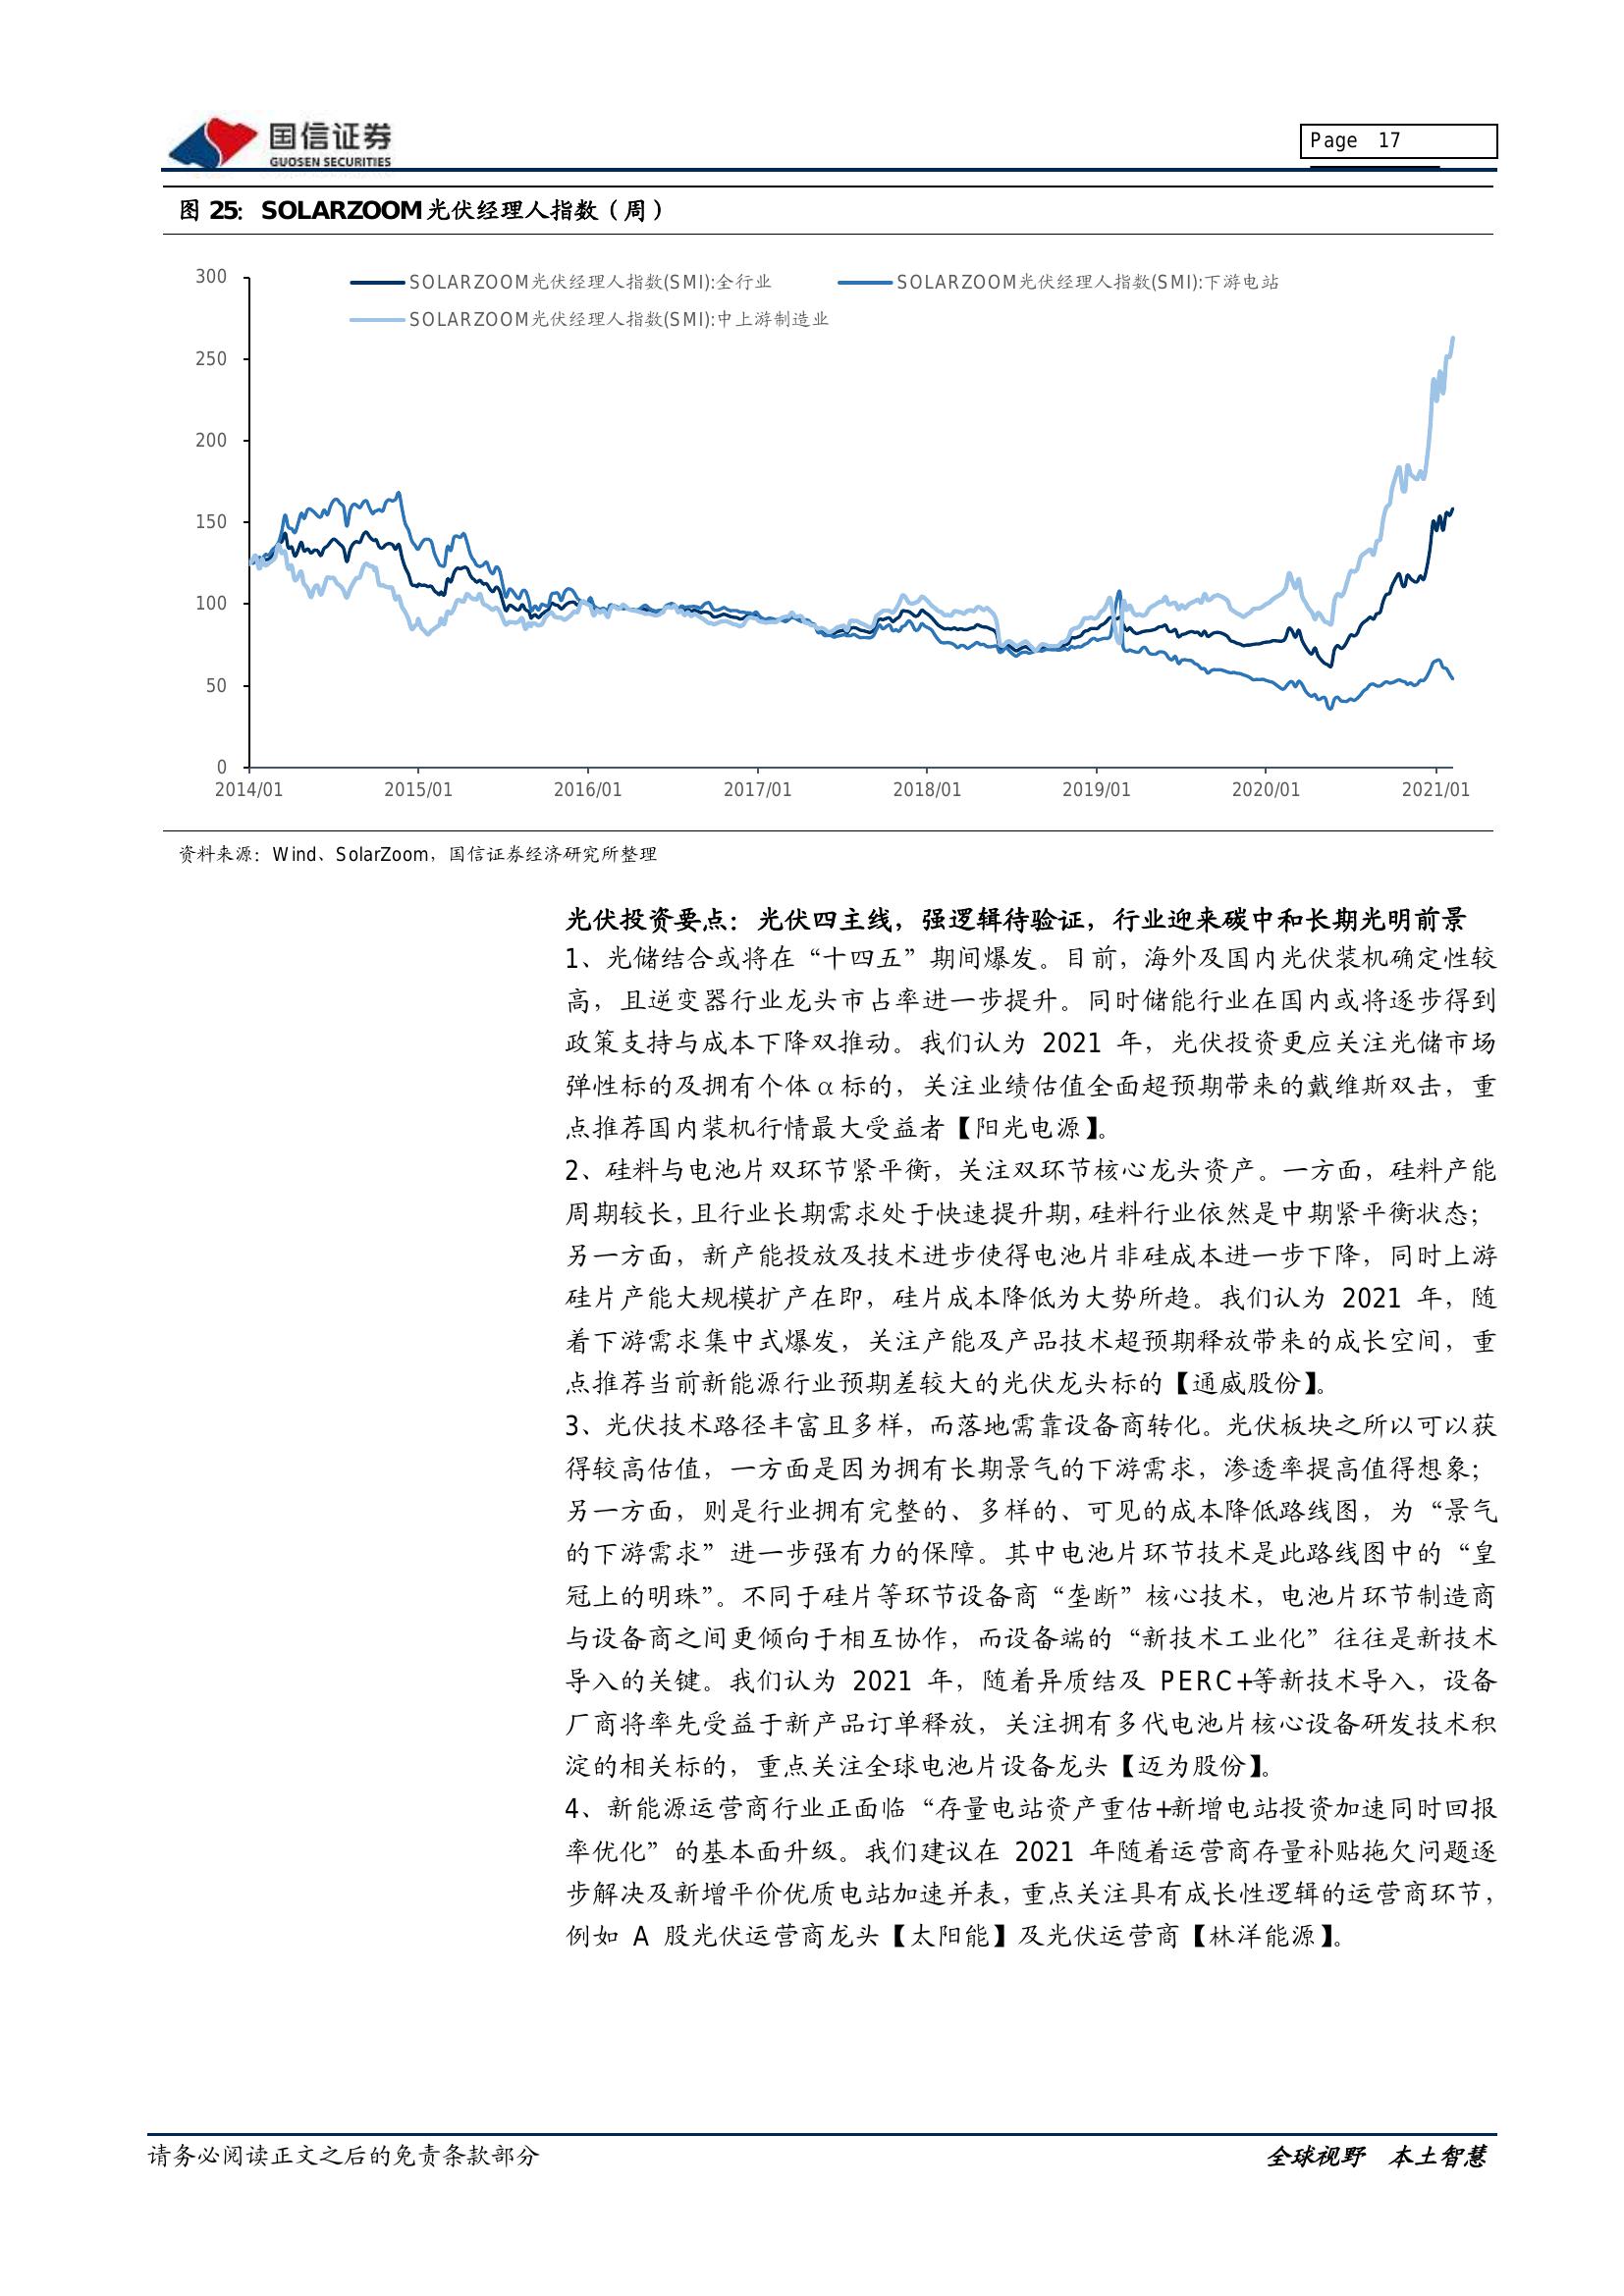 国信证券
GUOSEN SECURITIES
Page 17
图 25：SOLARZOOM光伏经理人指数（周）
300
250
200
150
100
50
0
SOLARZOOM光伏经理人指数(SMI):全行业
SOLARZOOM光伏经理人指数(SMI):下游电站
SOLARZOOM光伏经理人指数(SMI):中上游制造业
2014/01 2015/01 2016/01 2017/01 2018/01 2019/01 2020/01 2021/01
资料来源：Wind、SolarZoom，国信证券经济研究所整理
光伏投资要点：光伏四主线，强逻辑待验证，行业迎来碳中和长期光明前景
1、光储结合或将在“十四五”期间爆发。目前，海外及国内光伏装机确定性较
高，且逆变器行业龙头市占率进一步提升。同时储能行业在国内或将逐步得到
政策支持与成本下降双推动。我们认为 2021 年，光伏投资更应关注光储市场
弹性标的及拥有个体α标的，关注业绩估值全面超预期带来的戴维斯双击，重
点推荐国内装机行情最大受益者【阳光电源】。
2、硅料与电池片双环节紧平衡，关注双环节核心龙头资产。一方面，硅料产能
周期较长，且行业长期需求处于快速提升期，硅料行业依然是中期紧平衡状态；
另一方面，新产能投放及技术进步使得电池片非硅成本进一步下降，同时上游
硅片产能大规模扩产在即，硅片成本降低为大势所趋。我们认为 2021 年，随
着下游需求集中式爆发，关注产能及产品技术超预期释放带来的成长空间，重
点推荐当前新能源行业预期差较大的光伏龙头标的【通威股份】。
3、光伏技术路径丰富且多样，而落地需靠设备商转化。光伏板块之所以可以获
得较高估值，一方面是因为拥有长期景气的下游需求，渗透率提高值得想象；
另一方面，则是行业拥有完整的、多样的、可见的成本降低路线图，为“景气
的下游需求”进一步强有力的保障。其中电池片环节技术是此路线图中的“皇
冠上的明珠”。不同于硅片等环节设备商“垄断”核心技术，电池片环节制造商
与设备商之间更倾向于相互协作，而设备端的“新技术工业化”往往是新技术
导入的关键。我们认为 2021 年，随着异质结及 PERC+等新技术导入，设备
厂商将率先受益于新产品订单释放，关注拥有多代电池片核心设备研发技术积
淀的相关标的，重点关注全球电池片设备龙头【迈为股份】。
4、新能源运营商行业正面临“存量电站资产重估+新增电站投资加速同时回报
率优化”的基本面升级。我们建议在 2021 年随着运营商存量补贴拖欠问题逐
步解决及新增平价优质电站加速并表，重点关注具有成长性逻辑的运营商环节，
例如 A 股光伏运营商龙头【太阳能】及光伏运营商【林洋能源】。
请务必阅读正文之后的免责条款部分
全球视野 本土智慧